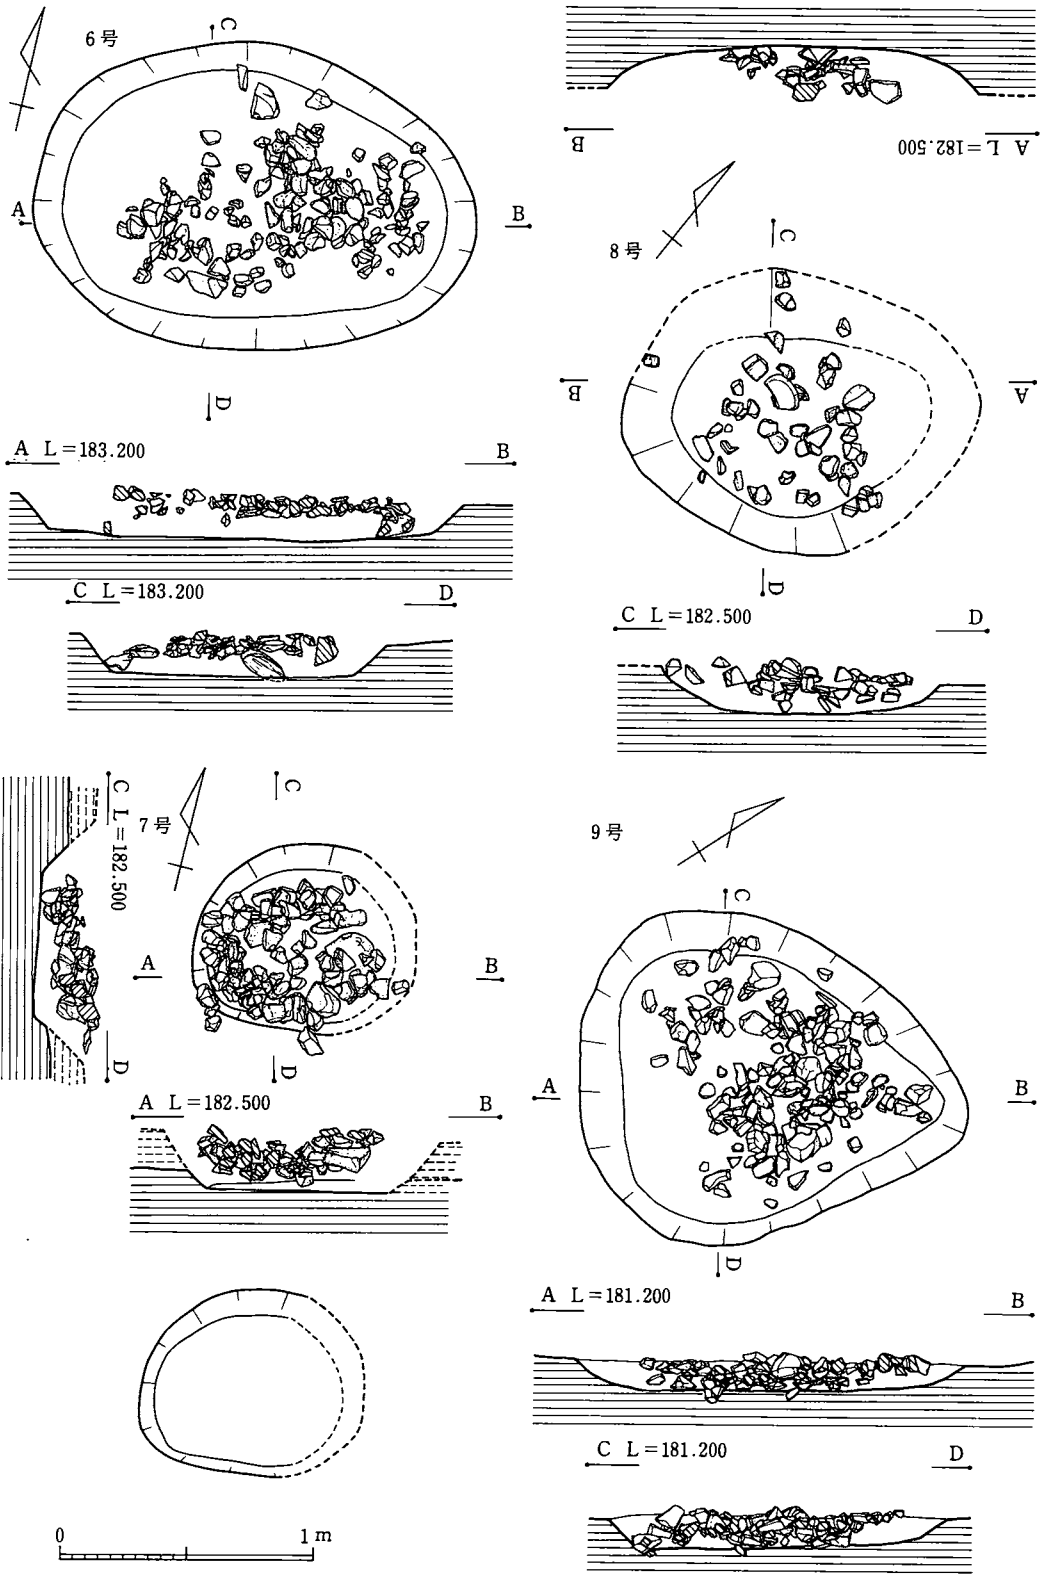 6号
C
A
B
D
A L=183.200 B
C L=183.200 D
B
A L=182.500
8号
C
B
A
D
C L=182.500 D
C L=182.500 D
7号
C
A
B
D
A L=182.500 B
9号
C
A
B
D
A L=181.200 B
C L=181.200 D
0 1m